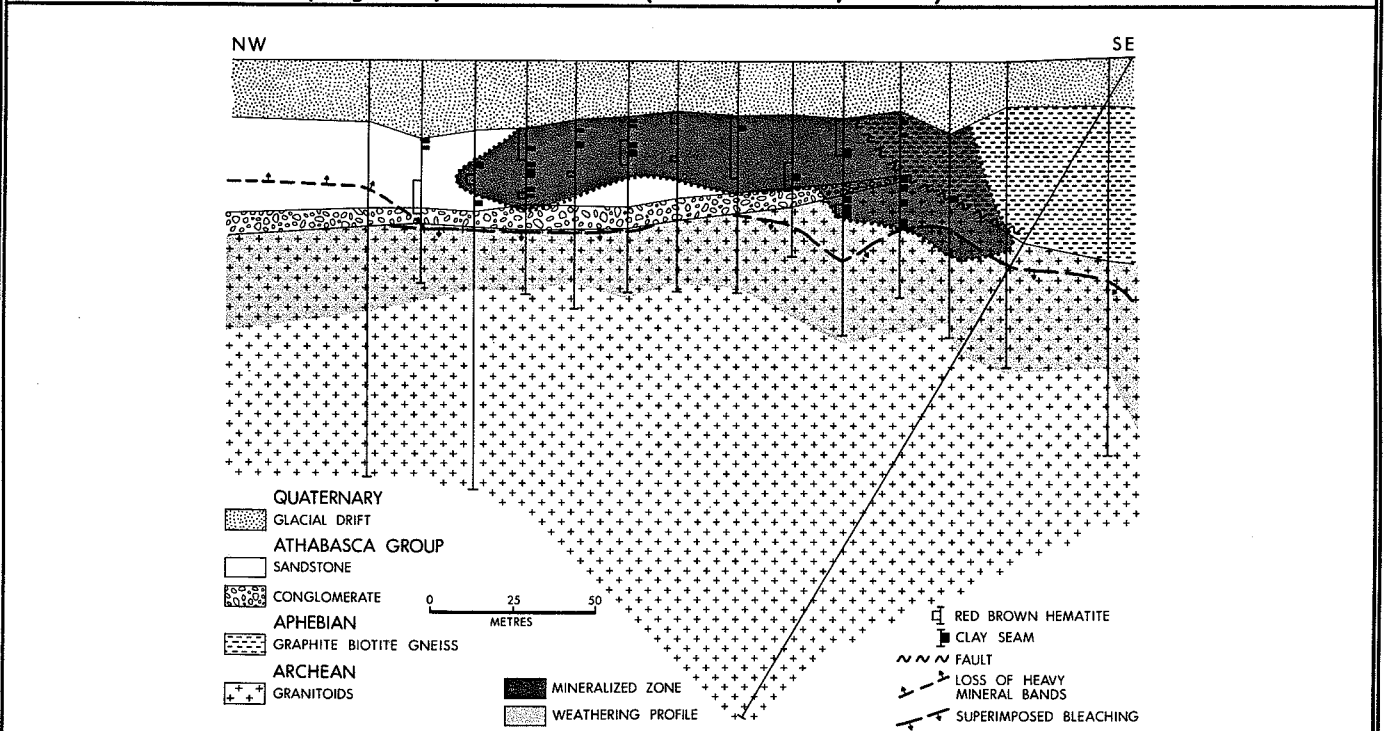 NW
SE
QUATERNARY
GLACIAL DRIFT
ATHABASCA GROUP
SANDSTONE
CONGLOMERATE
APHEBIAN
GRAPHITE BIOTITE GNEISS
ARCHEAN
GRANITOIDS
0 25 50
METRES
MINERALIZED ZONE
WEATHERING PROFILE
RED BROWN HEMATITE
CLAY SEAM
FAULT
LOSS OF HEAVY
MINERAL BANDS
SUPERIMPOSED BLEACHING